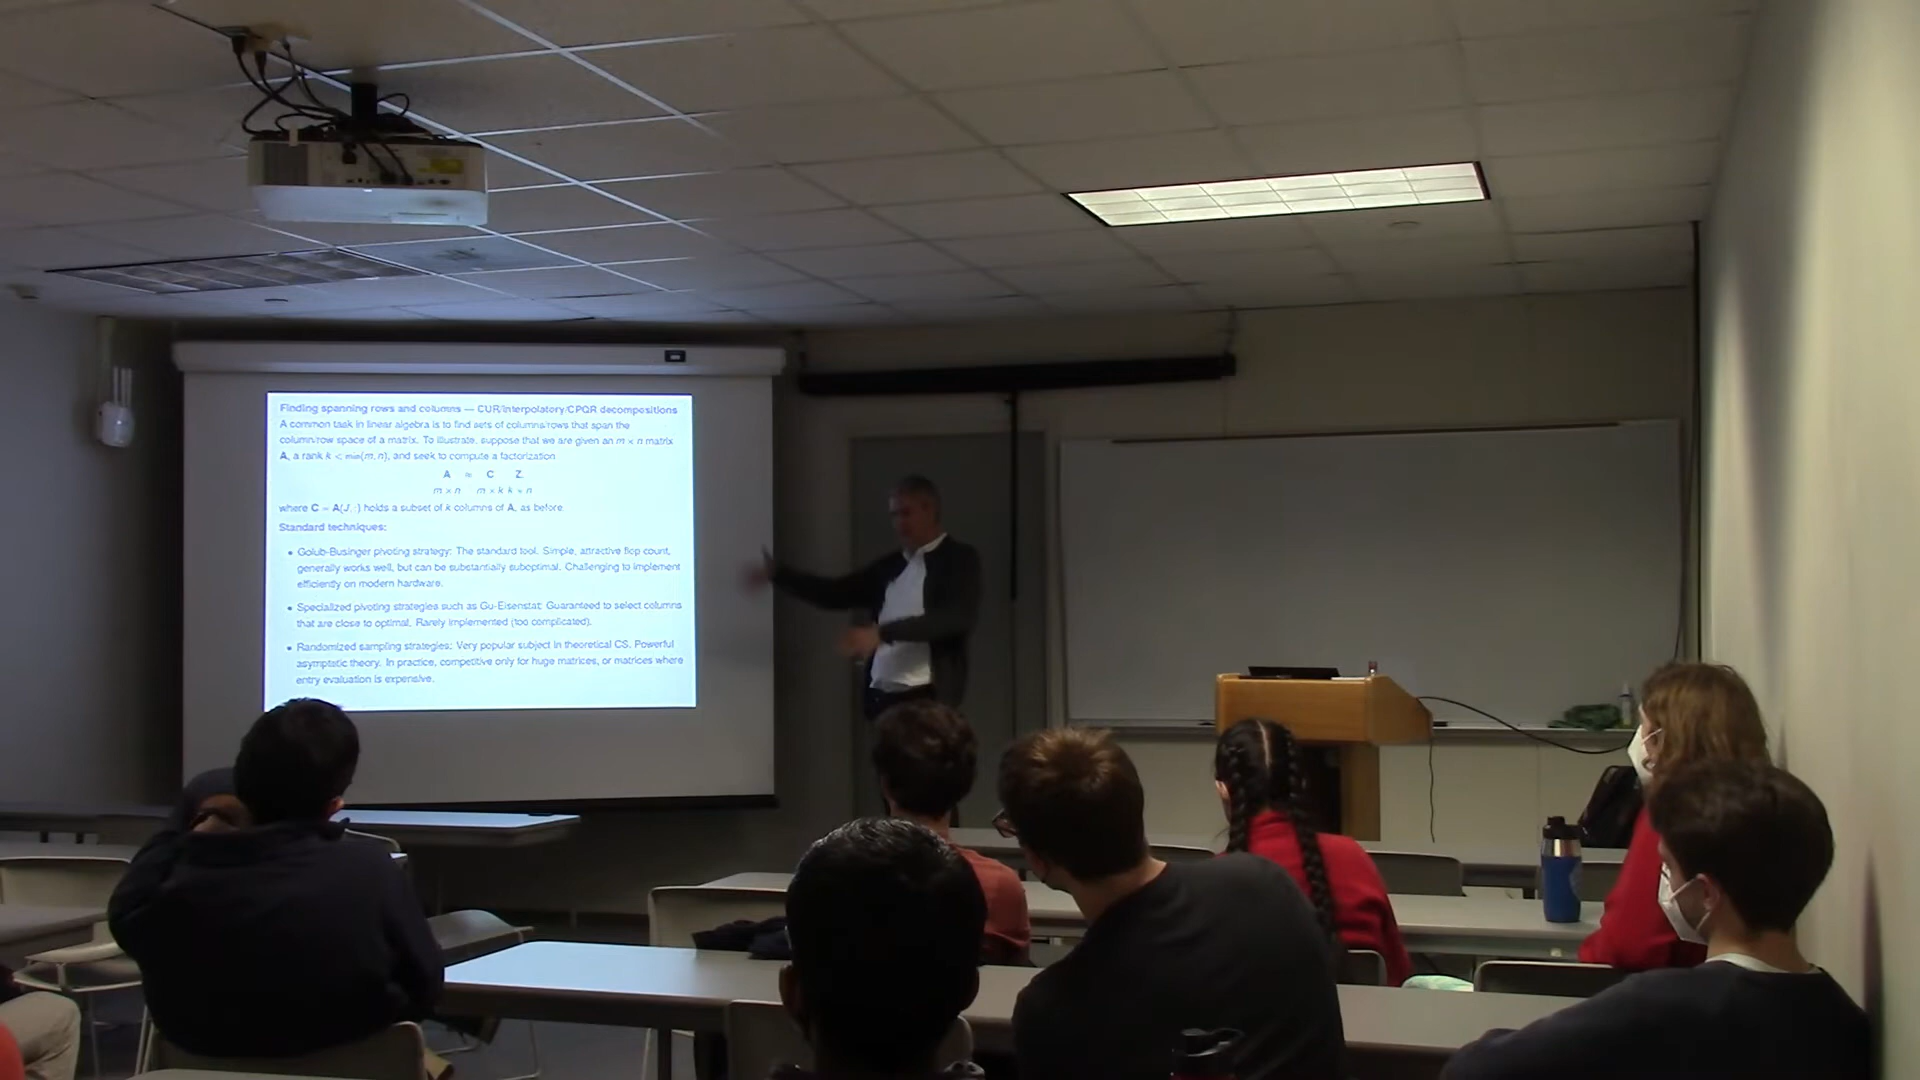 Finding spanning rows and columns — CUR/interpolatory/CPQR decompositions
A common task in linear algebra is to find sets of columns/rows that span the
column/row space of a matrix. To illustrate, suppose that we are given an m × n matrix
A, a rank k < min(m, n), and seek to compute a factorization
A ≈ C Z
m × n m × k k × n
where C = A(J, :) holds a subset of k columns of A, as before.
Standard techniques:
• Golub-Businger pivoting strategy: The standard tool. Simple, attractive flop count,
generally works well, but can be substantially suboptimal. Challenging to implement
efficiently on modern hardware.
• Specialized pivoting strategies such as Gu-Eisenstat: Guaranteed to select columns
that are close to optimal. Rarely implemented (too complicated).
• Randomized sampling strategies: Very popular subject in theoretical CS. Powerful
asymptotic theory. In practice, competitive only for huge matrices, or matrices where
entry evaluation is expensive.